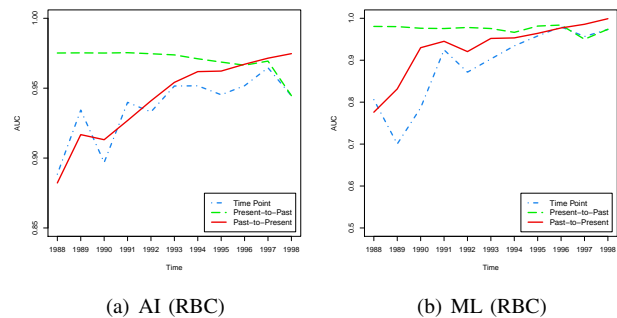 1.00
0.95
0.90
0.85
AUC
1988 1989 1990 1991 1992 1993 1994 1995 1996 1997 1998
Time
Time Point
Present−to−Past
Past−to−Present
(a) AI (RBC)
1.0
0.9
0.8
0.7
0.6
0.5
AUC
1988 1989 1990 1991 1992 1993 1994 1995 1996 1997 1998
Time
Time Point
Present−to−Past
Past−to−Present
(b) ML (RBC)